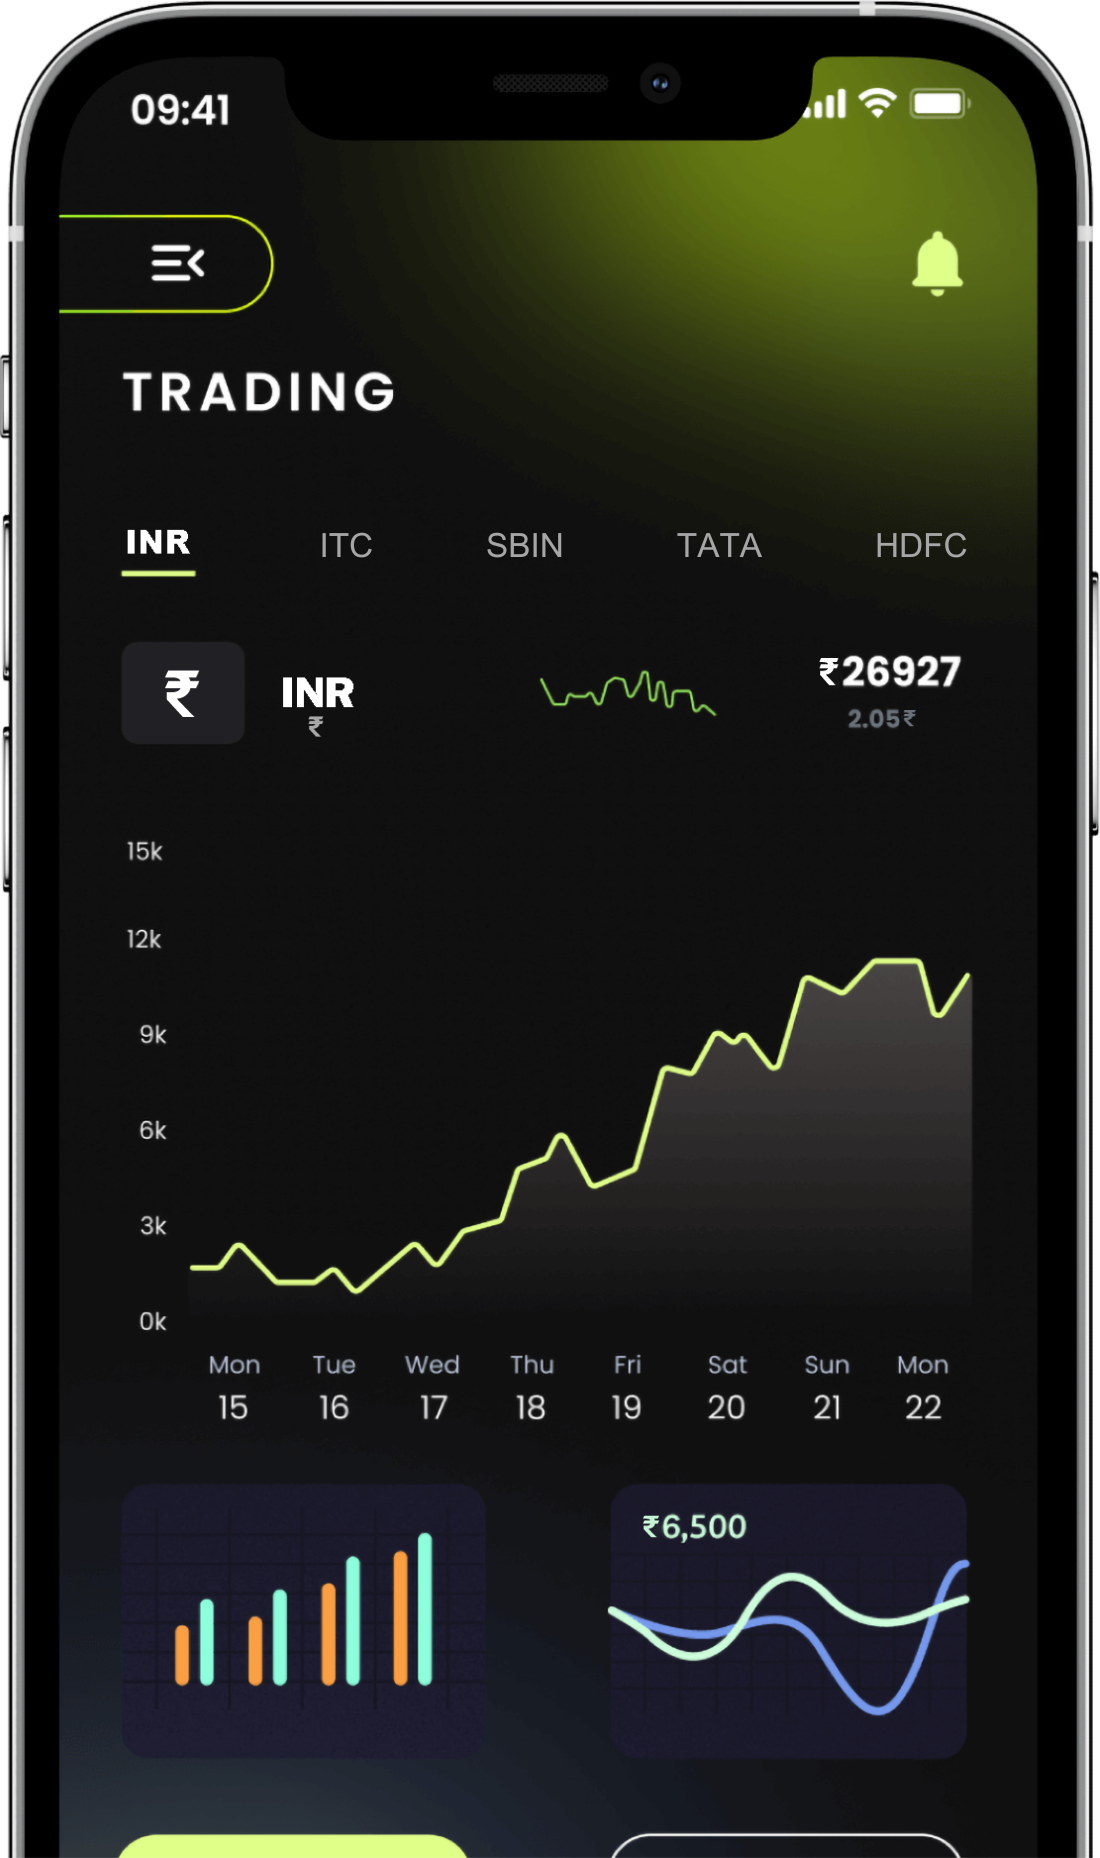 09:41
TRADING
INR ITC SBIN TATA HDFC
₹ INR ₹26927
₹ 2.05₹
15k
12k
9k
6k
3k
0k
Mon Tue Wed Thu Fri Sat Sun Mon
15 16 17 18 19 20 21 22
₹6,500